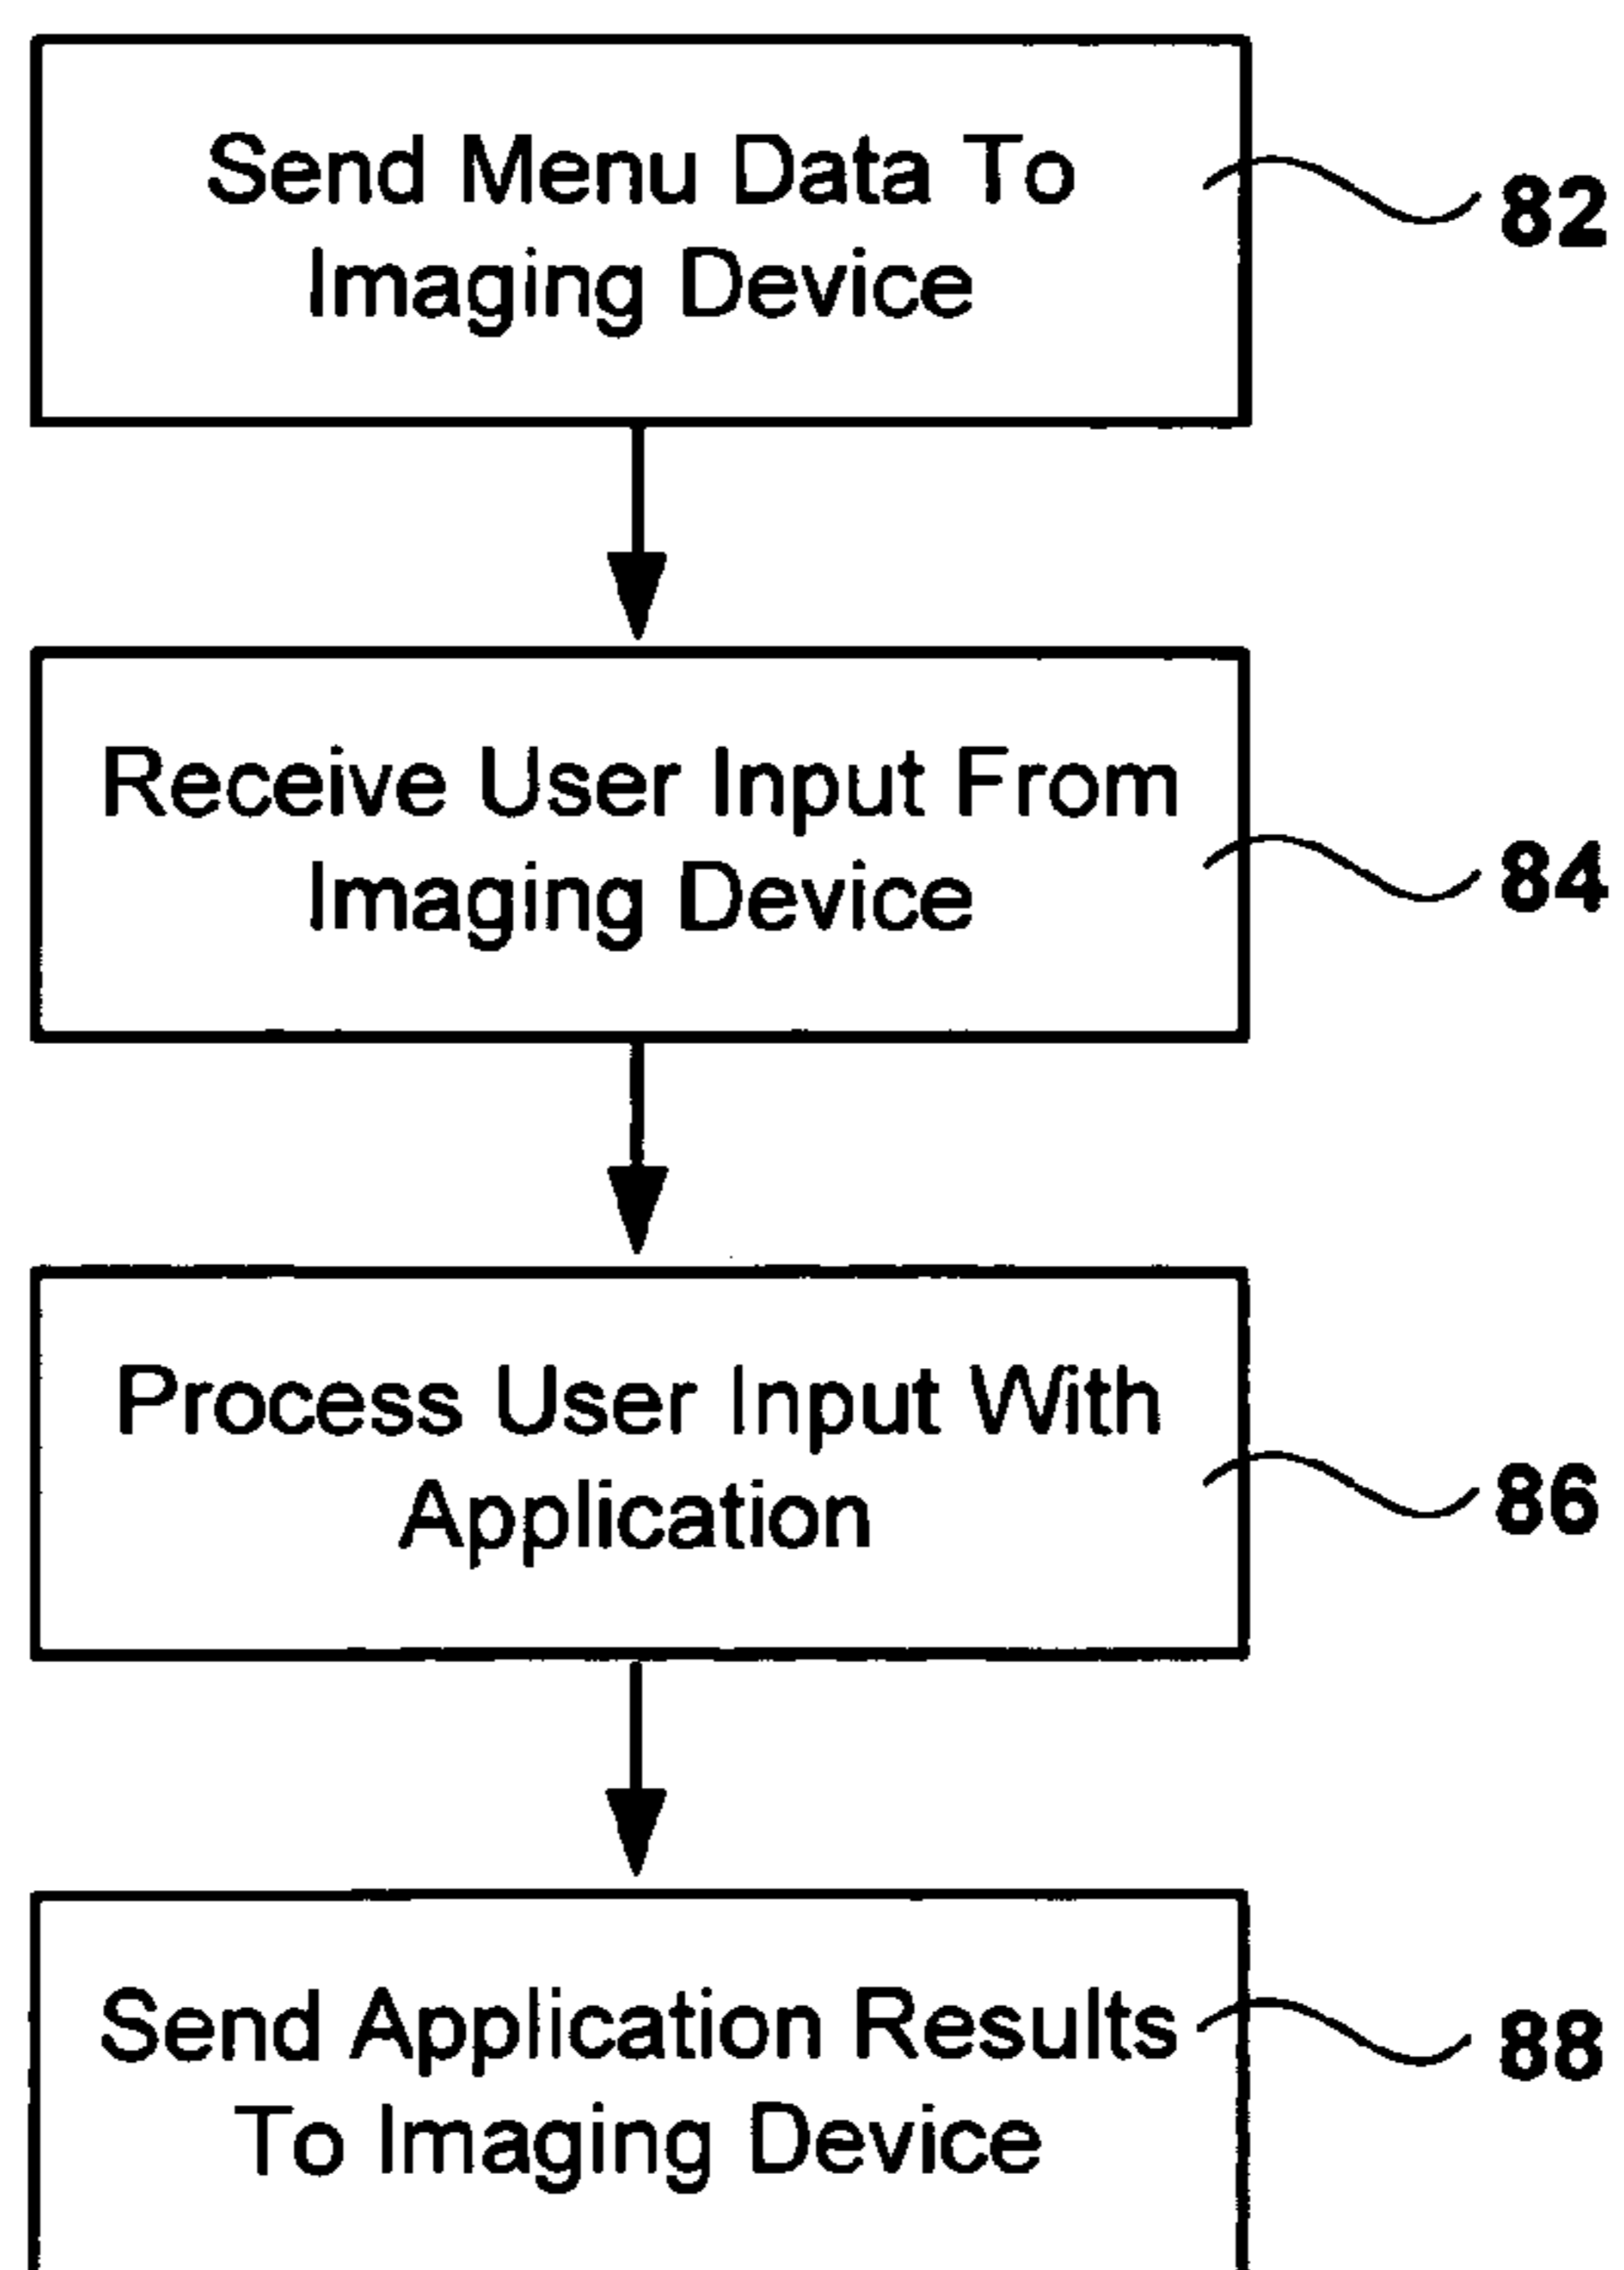 Send Menu Data To
Imaging Device
82
Receive User Input From
Imaging Device
84
Process User Input With
Application
86
Send Application Results
To Imaging Device
88